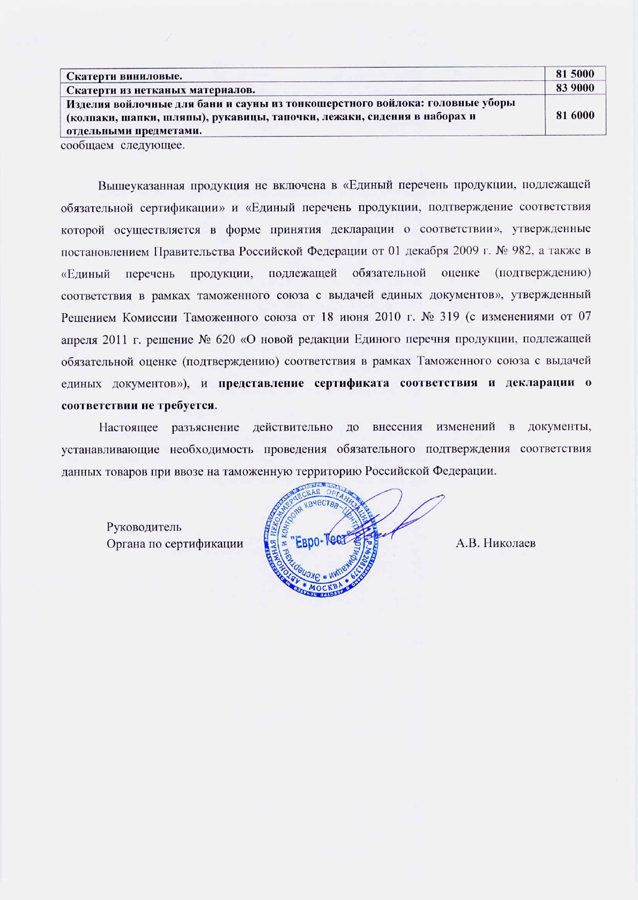 Скатерти виниловые. 81 5000
Скатерти из нетканых материалов. 83 9000
Изделия войлочные для бани и сауны из тонкошерстного войлока: головные уборы
(колпаки, шапки, шляпы), рукавицы, тапочки, лежаки, сидения в наборах и 81 6000
отдельными предметами.
сообщаем следующее.
Вышеуказанная продукция не включена в «Единый перечень продукции, подлежащей
обязательной сертификации» и «Единый перечень продукции, подтверждение соответствия
которой осуществляется в форме принятия декларации о соответствии», утвержденные
постановлением Правительства Российской Федерации от 01 декабря 2009 г. № 982, а также в
«Единый перечень продукции, подлежащей обязательной оценке (подтверждению)
соответствия в рамках таможенного союза с выдачей единых документов», утвержденный
Решением Комиссии Таможенного союза от 18 июня 2010 г. № 319 (с изменениями от 07
апреля 2011 г. решение № 620 «О новой редакции Единого перечня продукции, подлежащей
обязательной оценке (подтверждению) соответствия в рамках Таможенного союза с выдачей
единых документов»), и представление сертификата соответствия и декларации о
соответствии не требуется.
Настоящее разъяснение действительно до внесения изменений в документы,
устанавливающие необходимость проведения обязательного подтверждения соответствия
данных товаров при ввозе на таможенную территорию Российской Федерации.
АВТОНОМНАЯ НЕКОММЕРЧЕСКАЯ ОРГАНИЗАЦИЯ
Экспертизы и контроля качества
"Евро-Тест"
* МОСКВА *
Руководитель
Органа по сертификации А.В. Николаев